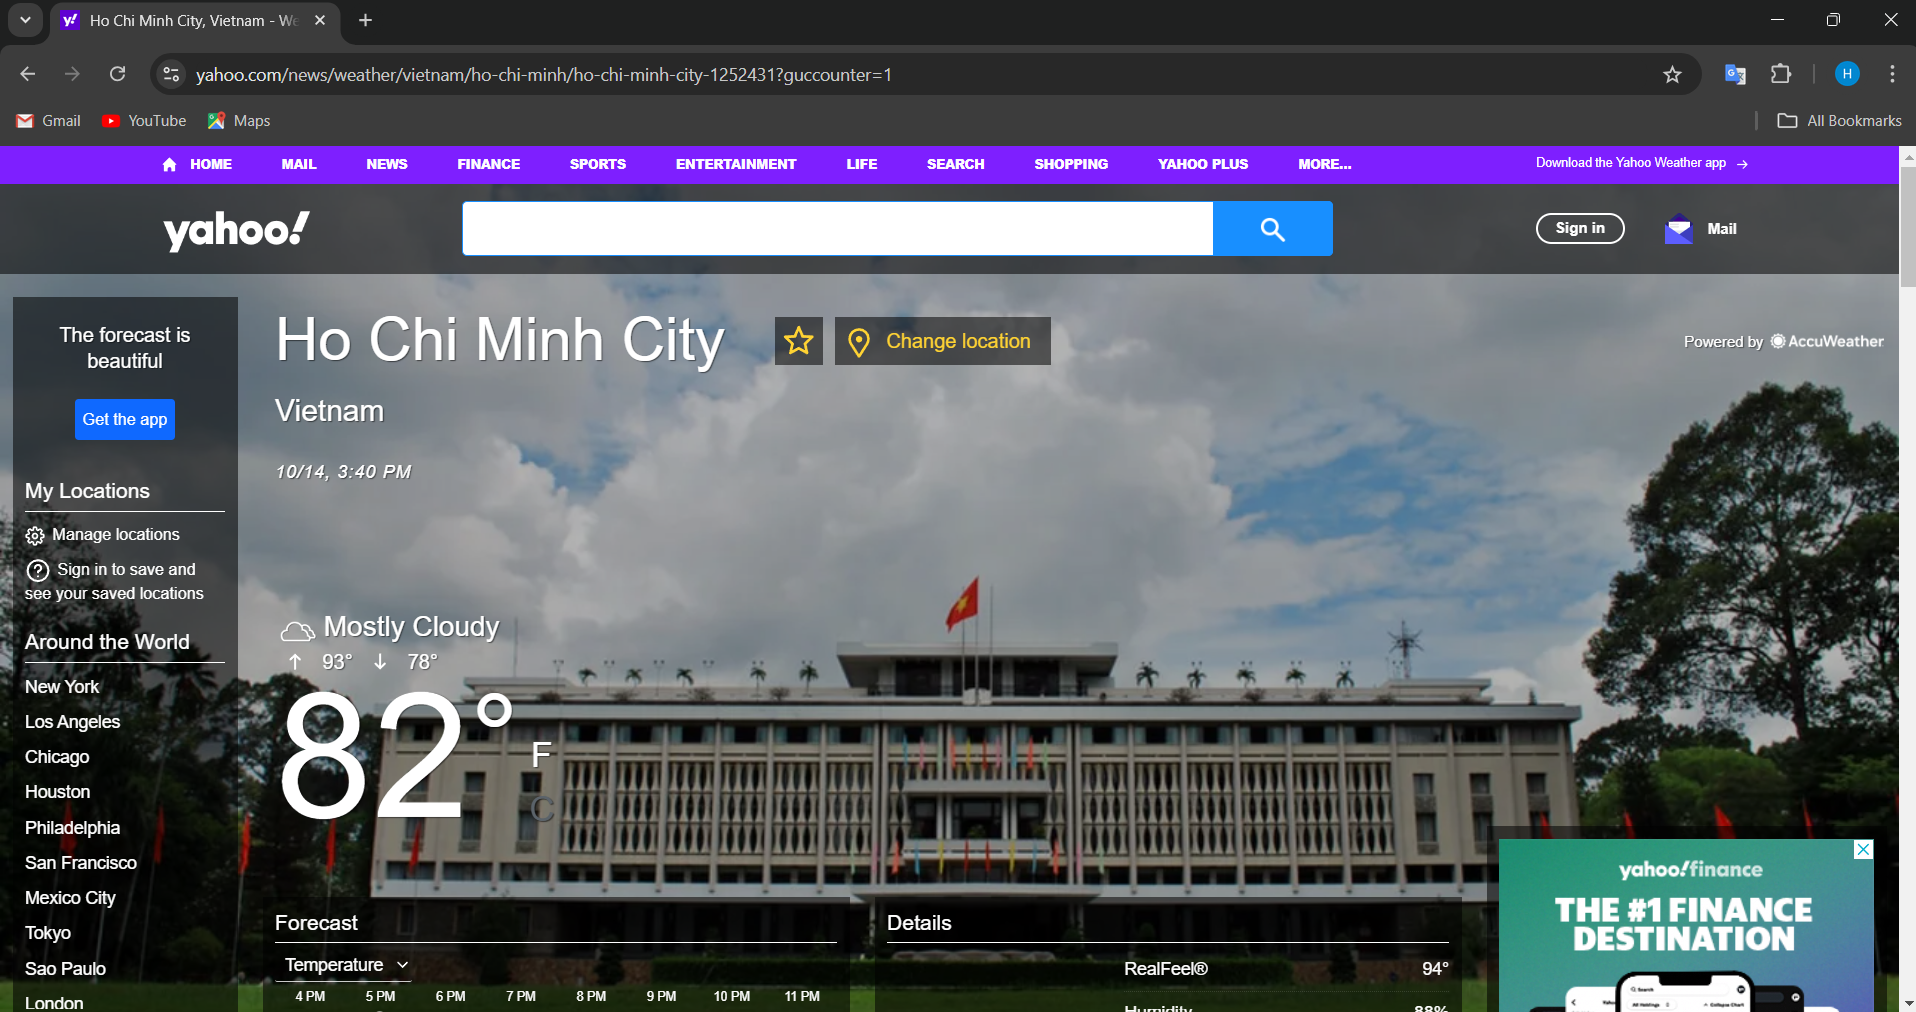 Ho Chi Minh City, Vietnam - We
yahoo.com/news/weather/vietnam/ho-chi-minh/ho-chi-minh-city-1252431?guccounter=1
H
Gmail YouTube Maps All Bookmarks
HOME MAIL NEWS FINANCE SPORTS ENTERTAINMENT LIFE SEARCH SHOPPING YAHOO PLUS MORE... Download the Yahoo Weather app →
yahoo! Sign in Mail
The forecast is
beautiful
Get the app
My Locations
Manage locations
Sign in to save and
see your saved locations
Around the World
New York
Los Angeles
Chicago
Houston
Philadelphia
San Francisco
Mexico City
Tokyo
Sao Paulo
London
Ho Chi Minh City
Change location
Powered by AccuWeather
Vietnam
10/14, 3:40 PM
Mostly Cloudy
↑ 93° ↓ 78°
82°
F
C
Forecast
Temperature
4 PM 5 PM 6 PM 7 PM 8 PM 9 PM 10 PM 11 PM
Details
RealFeel® 94°
Humidity 88%
yahoo!finance
THE #1 FINANCE
DESTINATION
Search